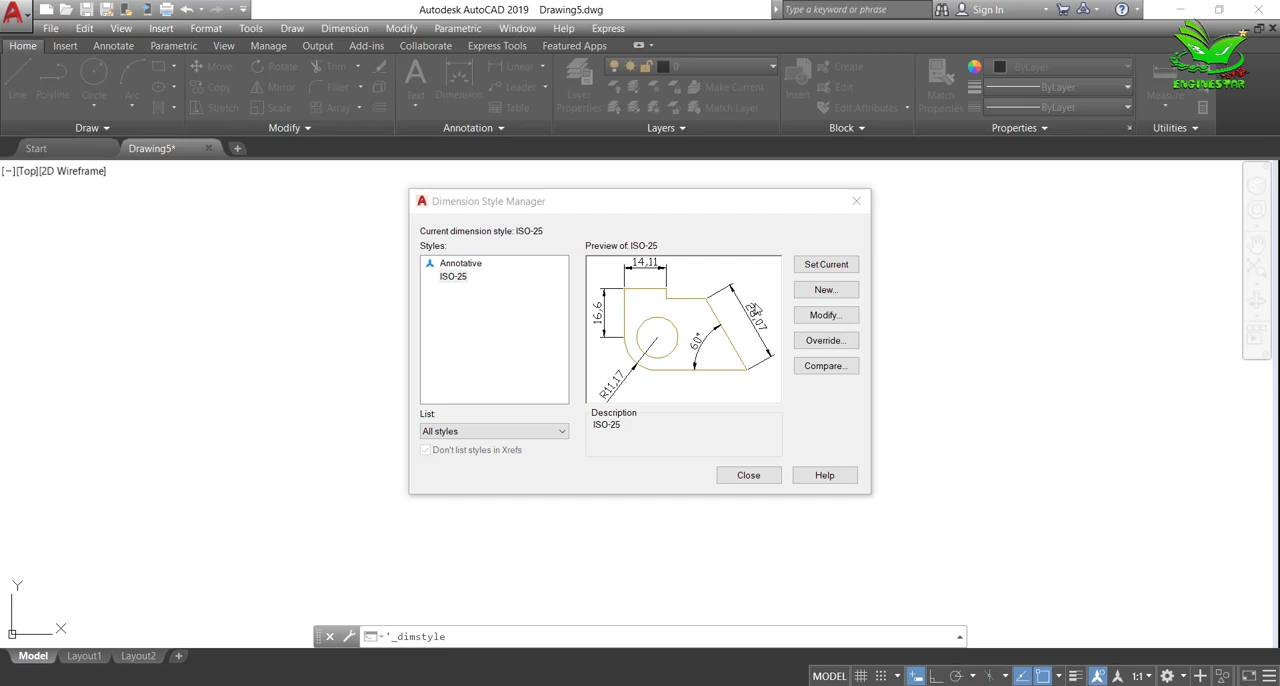 Autodesk AutoCAD 2019 Drawing5.dwg
Type a keyword or phrase
Sign In
File Edit View Insert Format Tools Draw Dimension Modify Parametric Window Help Express
Home Insert Annotate Parametric View Manage Output Add-ins Collaborate Express Tools Featured Apps
ENGINESTAR
Line Polyline Circle Arc
Move Rotate Trim
Copy Mirror Fillet
Stretch Scale Array
Text Dimension
Linear
Leader
Table
Layer
Properties
0
Make Current
Match Layer
Insert
Create
Edit
Edit Attributes
Match
Properties
ByLayer
ByLayer
ByLayer
Measure
Draw Modify Annotation Layers Block Properties Utilities
Start Drawing5*
[−][Top][2D Wireframe]
Dimension Style Manager
Current dimension style: ISO-25
Styles:
Annotative
ISO-25
List:
All styles
Don't list styles in Xrefs
Preview of: ISO-25
14,11
16,6
28,07
60°
R11,17
Description
ISO-25
Set Current
New...
Modify...
Override...
Compare...
Close Help
Y
X
'_dimstyle
Model Layout1 Layout2
MODEL 1:1